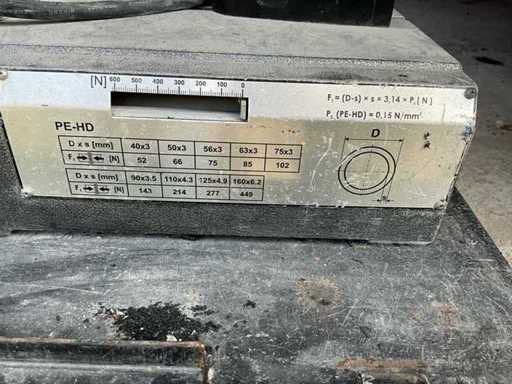 [N] 600 500 400 300 200 100 0
F₁ = (D-s) × s × 3,14 × P₁ [N]
P₁ (PE-HD) = 0,15 N/mm²
PE-HD
D
D x s [mm] 40x3 50x3 56x3 63x3 75x3
F₁ [N] 52 66 75 85 102
D x s [mm] 90x3.5 110x4.3 125x4.9 160x6.2
F₁ [N] 143 214 277 449